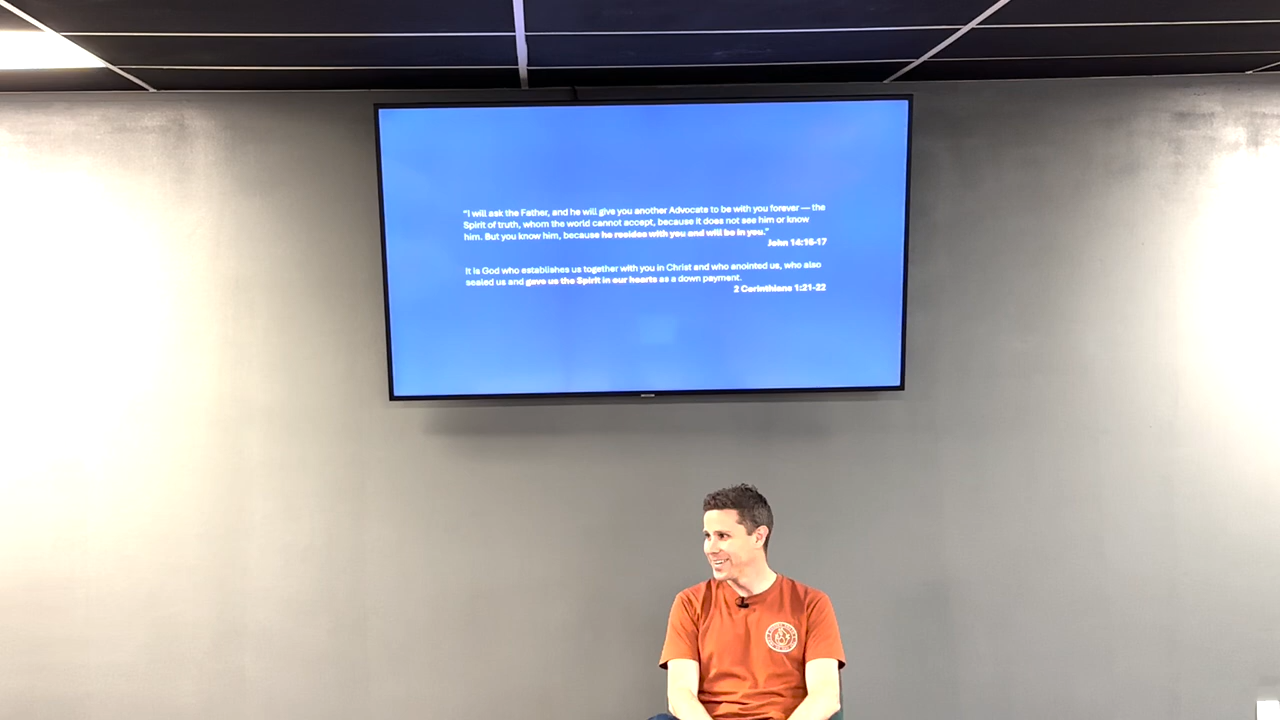 "I will ask the Father, and he will give you another Advocate to be with you forever — the
Spirit of truth, whom the world cannot accept, because it does not see him or know
him. But you know him, because he resides with you and will be in you."
John 14:16-17
It is God who establishes us together with you in Christ and who anointed us, who also
sealed us and gave us the Spirit in our hearts as a down payment.
2 Corinthians 1:21-22